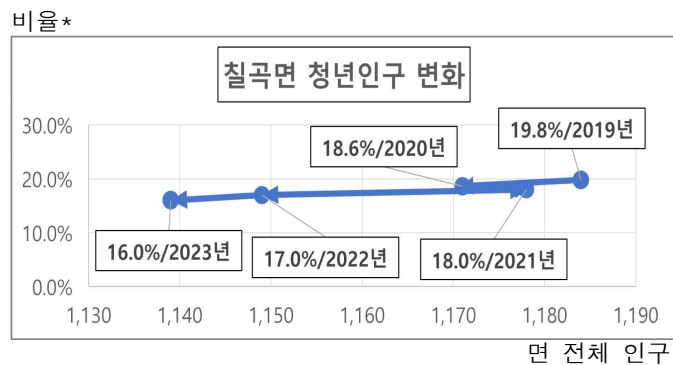 비율*
칠곡면 청년인구 변화
30.0%
20.0%
10.0%
0.0%
18.6%/2020년
19.8%/2019년
16.0%/2023년
17.0%/2022년
18.0%/2021년
1,130 1,140 1,150 1,160 1,170 1,180 1,190
면 전체 인구